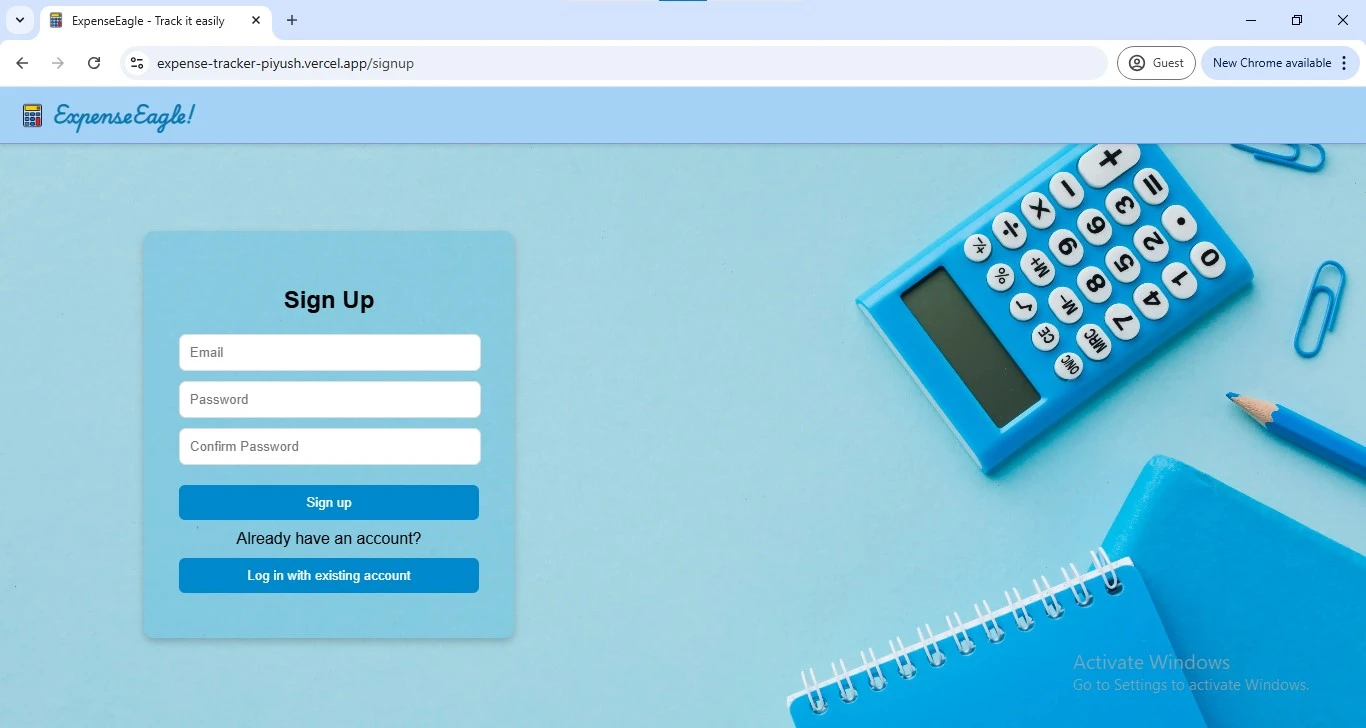 ExpenseEagle - Track it easily
expense-tracker-piyush.vercel.app/signup
Guest
New Chrome available
ExpenseEagle!
Sign Up
Email
Password
Confirm Password
Sign up
Already have an account?
Log in with existing account
+ = − 3 • × 6 2 0 ÷ 9 5 1 +/- M+ 8 4 % M- 7 √ MRC CE ON/C
Activate Windows
Go to Settings to activate Windows.